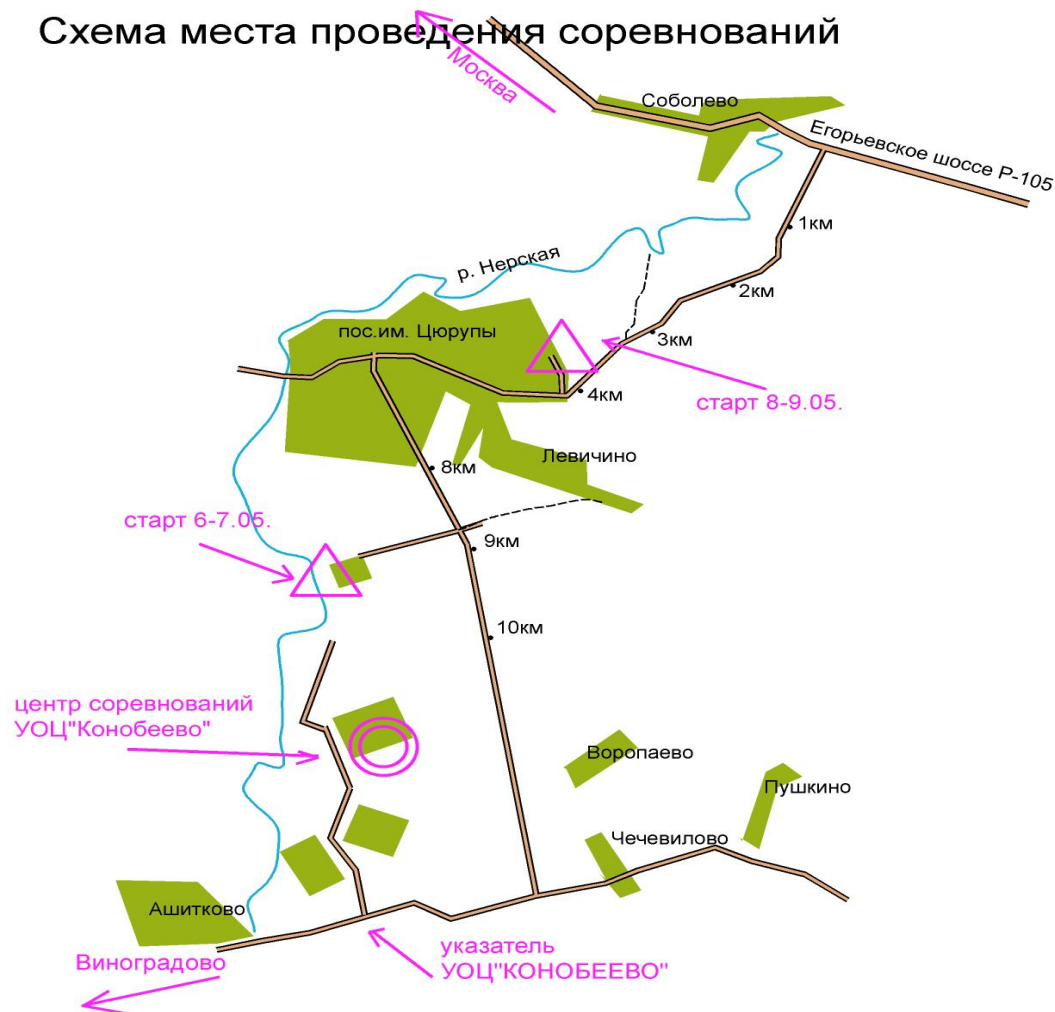 Схема места проведения соревнований
Москва
Соболево
Егорьевское шоссе Р-105
1км
р. Нерская
2км
пос.им. Цюрупы
3км
4км
старт 8-9.05.
Левичино
8км
старт 6-7.05.
9км
10км
центр соревнований
УОЦ"Конобеево"
Воропаево
Пушкино
Чечевилово
Ашитково
указатель
УОЦ"КОНОБЕЕВО"
Виноградово